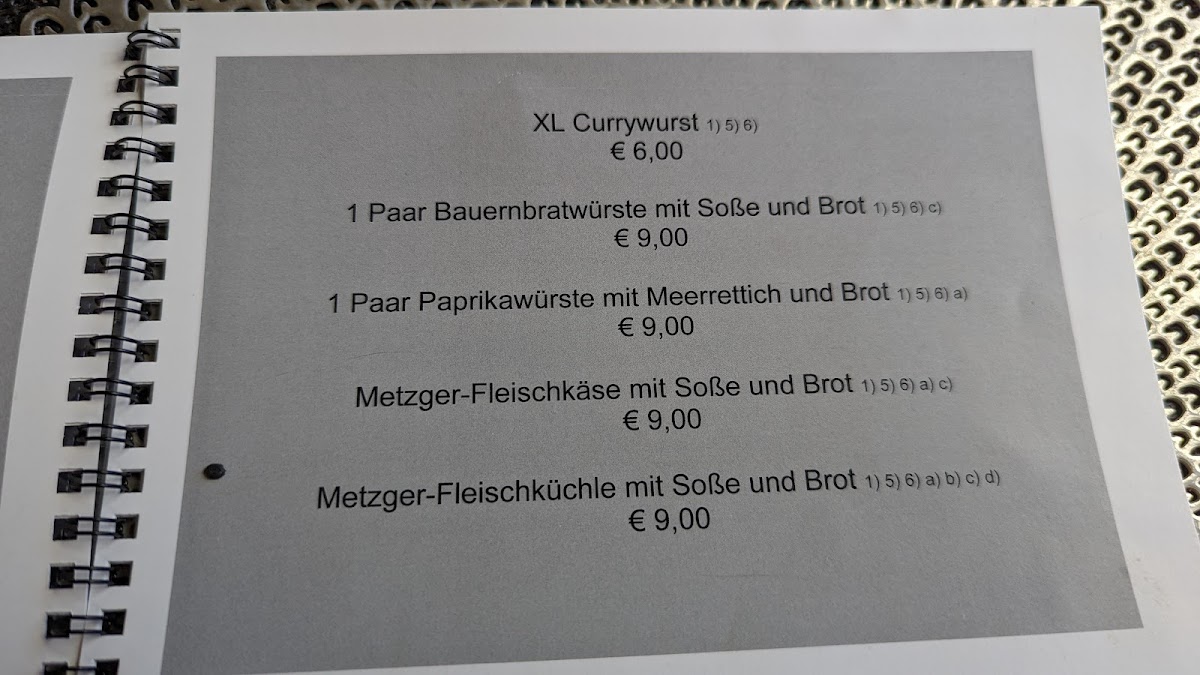 XL Currywurst 1) 5) 6)
€ 6,00
1 Paar Bauernbratwürste mit Soße und Brot 1) 5) 6) c)
€ 9,00
1 Paar Paprikawürste mit Meerrettich und Brot 1) 5) 6) a)
€ 9,00
Metzger-Fleischkäse mit Soße und Brot 1) 5) 6) a) c)
€ 9,00
Metzger-Fleischküchle mit Soße und Brot 1) 5) 6) a) b) c) d)
€ 9,00